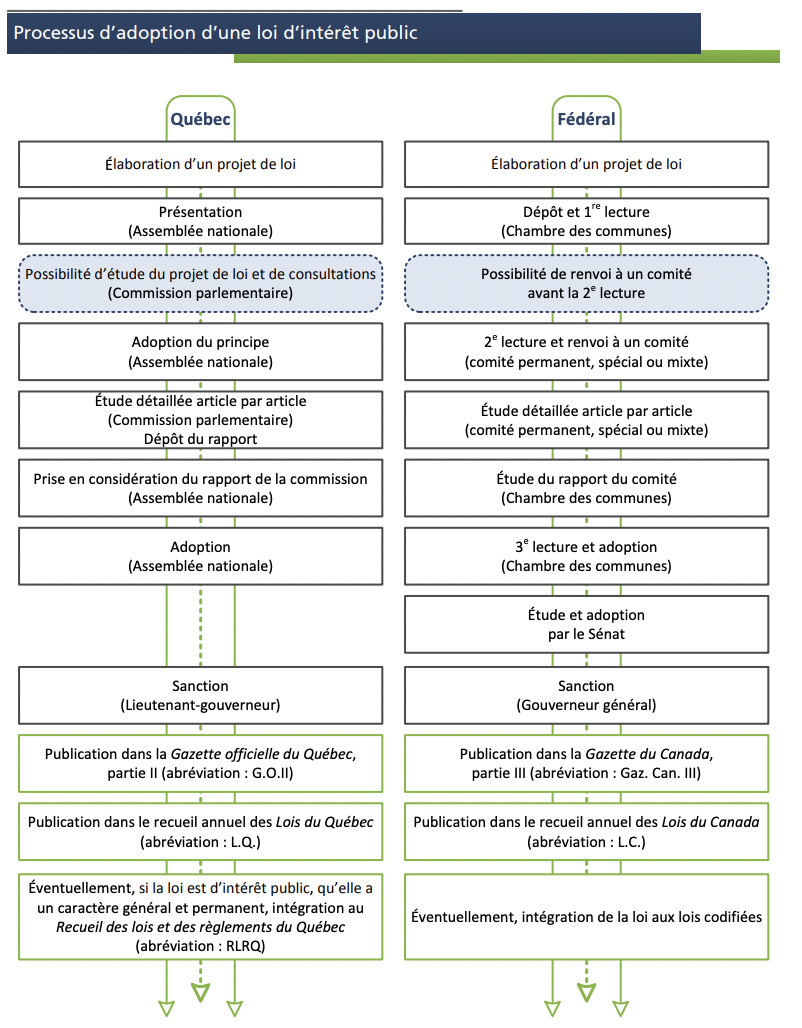 Processus d'adoption d'une loi d'intérêt public
Québec
Élaboration d'un projet de loi
Présentation
(Assemblée nationale)
Possibilité d'étude du projet de loi et de consultations
(Commission parlementaire)
Adoption du principe
(Assemblée nationale)
Étude détaillée article par article
(Commission parlementaire)
Dépôt du rapport
Prise en considération du rapport de la commission
(Assemblée nationale)
Adoption
(Assemblée nationale)
Sanction
(Lieutenant-gouverneur)
Publication dans la Gazette officielle du Québec,
partie II (abréviation : G.O.II)
Publication dans le recueil annuel des Lois du Québec
(abréviation : L.Q.)
Éventuellement, si la loi est d'intérêt public, qu'elle a
un caractère général et permanent, intégration au
Recueil des lois et des règlements du Québec
(abréviation : RLRQ)
Fédéral
Élaboration d'un projet de loi
Dépôt et 1re lecture
(Chambre des communes)
Possibilité de renvoi à un comité
avant la 2e lecture
2e lecture et renvoi à un comité
(comité permanent, spécial ou mixte)
Étude détaillée article par article
(comité permanent, spécial ou mixte)
Étude du rapport du comité
(Chambre des communes)
3e lecture et adoption
(Chambre des communes)
Étude et adoption
par le Sénat
Sanction
(Gouverneur général)
Publication dans la Gazette du Canada,
partie III (abréviation : Gaz. Can. III)
Publication dans le recueil annuel des Lois du Canada
(abréviation : L.C.)
Éventuellement, intégration de la loi aux lois codifiées